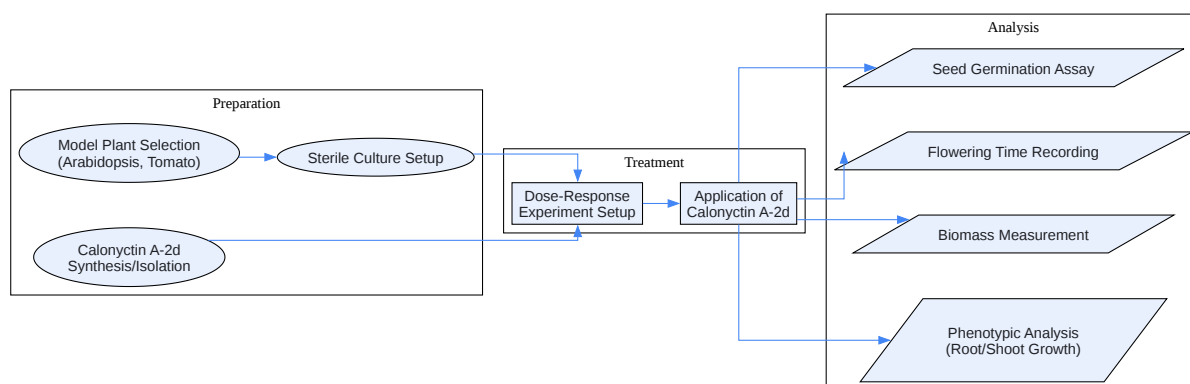 Preparation
Model Plant Selection
(Arabidopsis, Tomato)
Sterile Culture Setup
Calonyctin A-2d
Synthesis/Isolation
Treatment
Dose-Response
Experiment Setup
Application of
Calonyctin A-2d
Analysis
Seed Germination Assay
Flowering Time Recording
Biomass Measurement
Phenotypic Analysis
(Root/Shoot Growth)